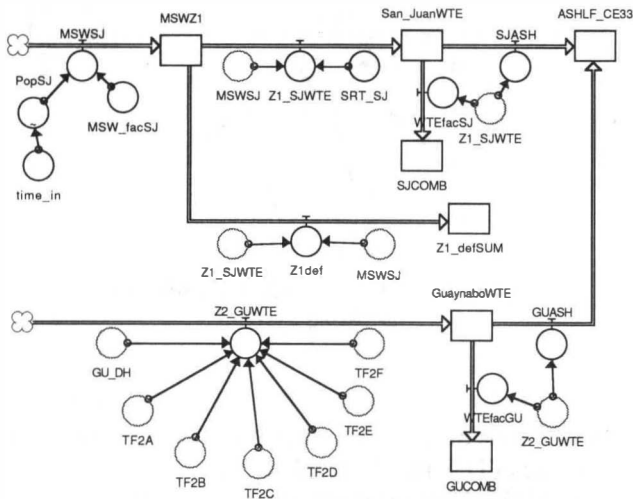 San_JuanWTE
ASHLF_CE33
MSWSJ
MSWZ1
SJASH
PopSJ
MSWSJ
Z1_SJWTE
SRT_SJ
MSW_facSJ
WTEfacSJ
Z1_SJWTE
time_in
SJCOMB
Z1_SJWTE
Z1def
MSWSJ
Z1_defSUM
Z2_GUWTE
GuaynaboWTE
GUASH
GU_DH
TF2F
TF2A
TF2E
WTEfacGU
Z2_GUWTE
TF2B
TF2D
TF2C
GUCOMB